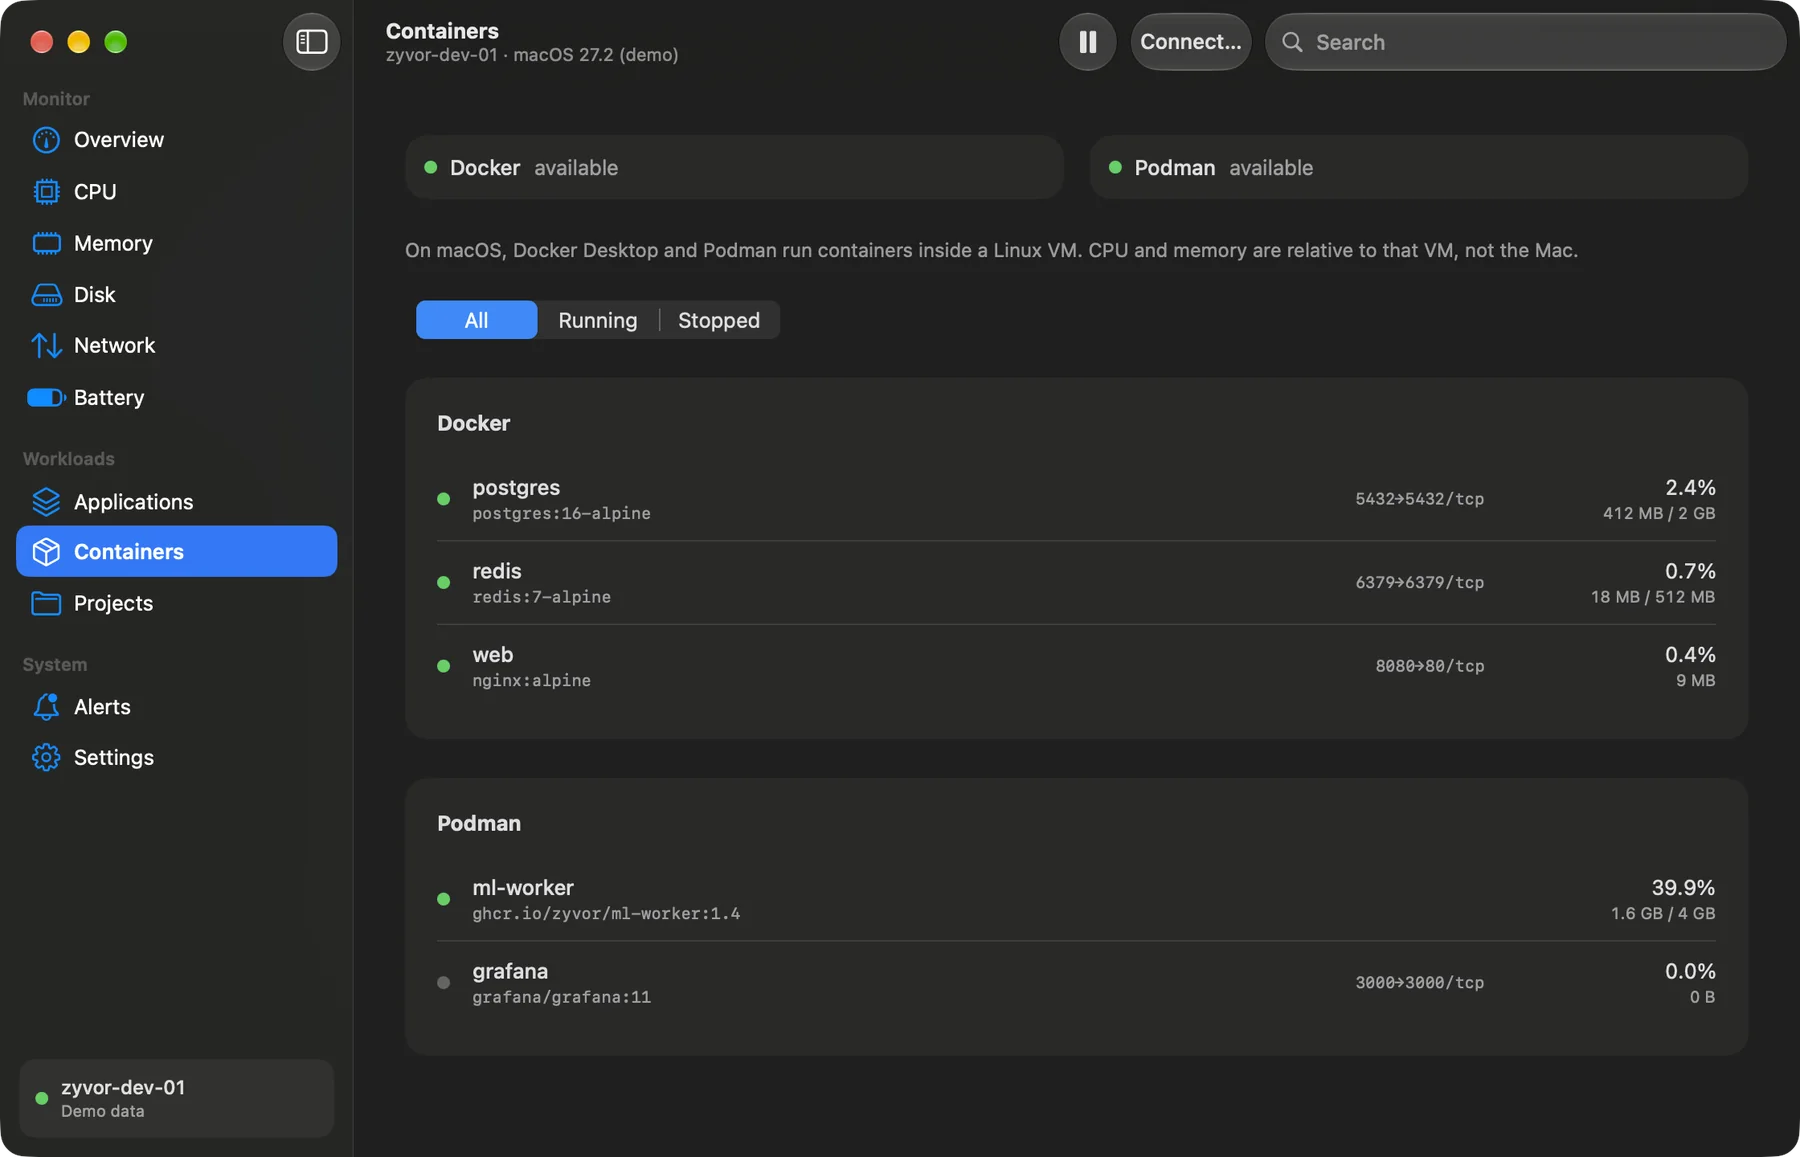 Containers
zyvor-dev-01 · macOS 27.2 (demo)
Connect...
Search
Monitor
Overview
CPU
Memory
Disk
Network
Battery
Workloads
Applications
Containers
Projects
System
Alerts
Settings
zyvor-dev-01
Demo data
Docker available
Podman available
On macOS, Docker Desktop and Podman run containers inside a Linux VM. CPU and memory are relative to that VM, not the Mac.
All Running Stopped
Docker
postgres
postgres:16-alpine
5432→5432/tcp
2.4%
412 MB / 2 GB
redis
redis:7-alpine
6379→6379/tcp
0.7%
18 MB / 512 MB
web
nginx:alpine
8080→80/tcp
0.4%
9 MB
Podman
ml-worker
ghcr.io/zyvor/ml-worker:1.4
39.9%
1.6 GB / 4 GB
grafana
grafana/grafana:11
3000→3000/tcp
0.0%
0 B